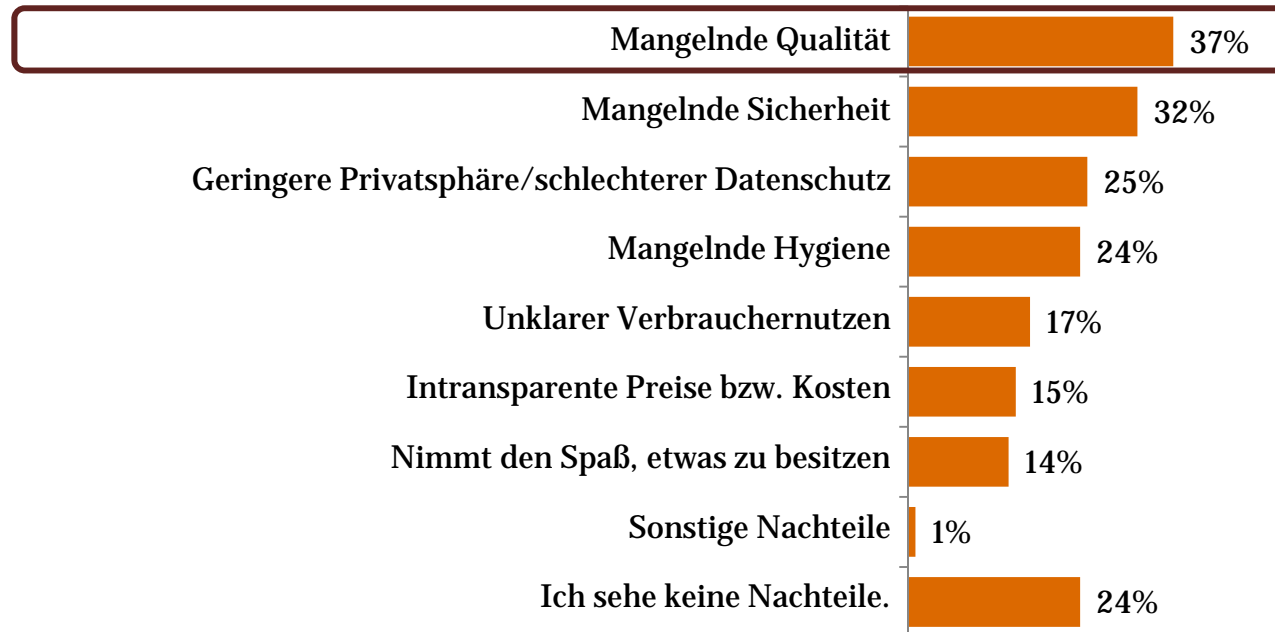 Mangelnde Qualität 37%
Mangelnde Sicherheit 32%
Geringere Privatsphäre/schlechterer Datenschutz 25%
Mangelnde Hygiene 24%
Unklarer Verbrauchernutzen 17%
Intransparente Preise bzw. Kosten 15%
Nimmt den Spaß, etwas zu besitzen 14%
Sonstige Nachteile 1%
Ich sehe keine Nachteile. 24%